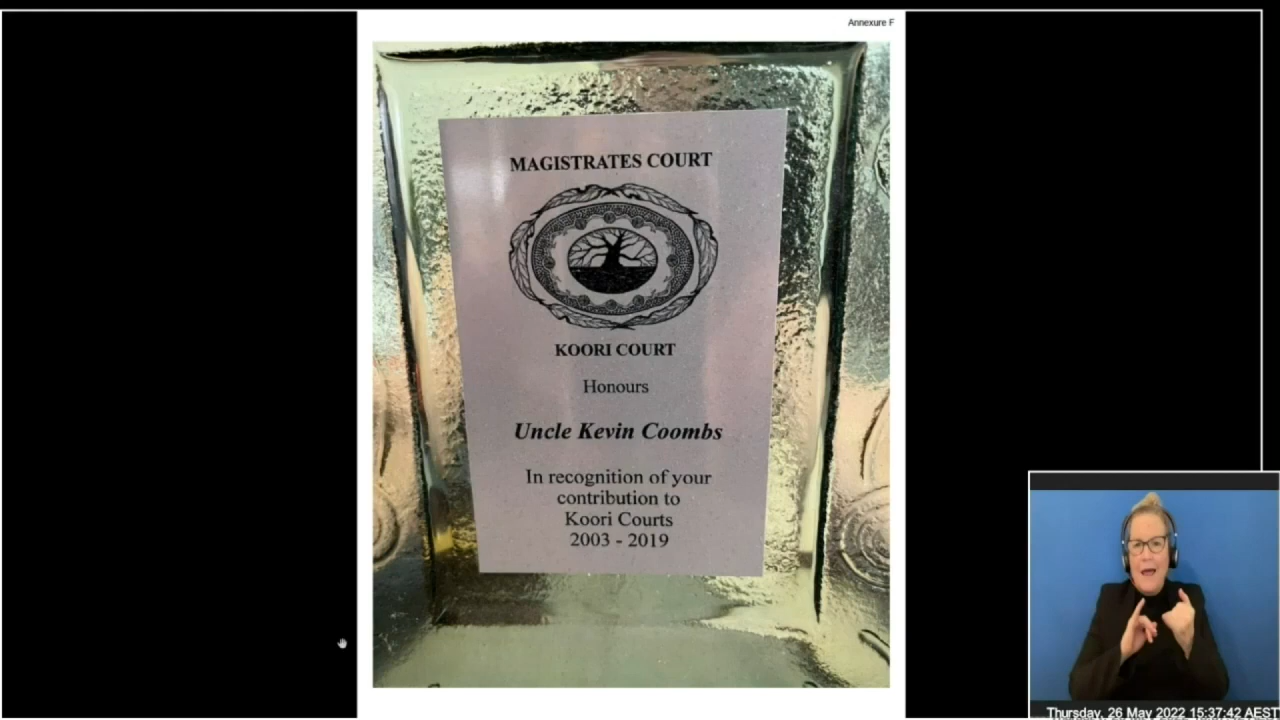 Annexure F
MAGISTRATES COURT
KOORI COURT
Honours
Uncle Kevin Coombs
In recognition of your
contribution to
Koori Courts
2003 - 2019
Thursday, 26 May 2022 15:37:42 AEST